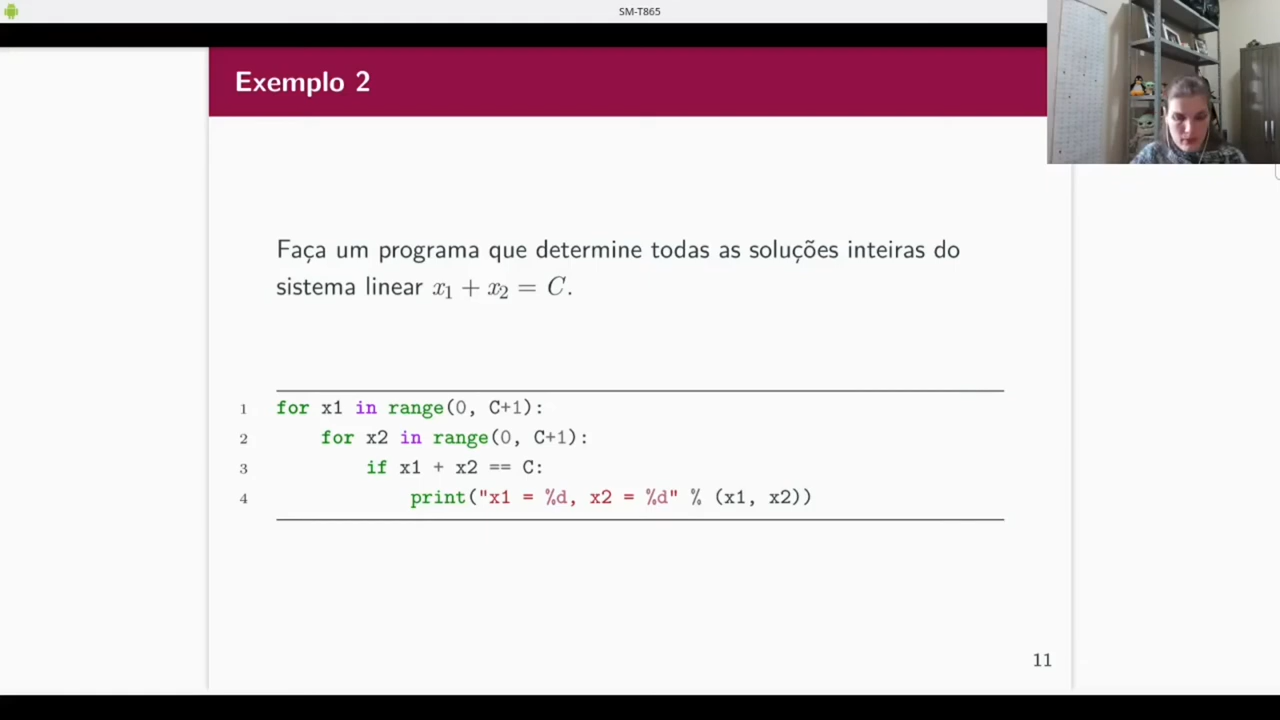 SM-T865
Exemplo 2
Faça um programa que determine todas as soluções inteiras do
sistema linear x₁ + x₂ = C.
1 for x1 in range(0, C+1):
2     for x2 in range(0, C+1):
3         if x1 + x2 == C:
4             print("x1 = %d, x2 = %d" % (x1, x2))
11